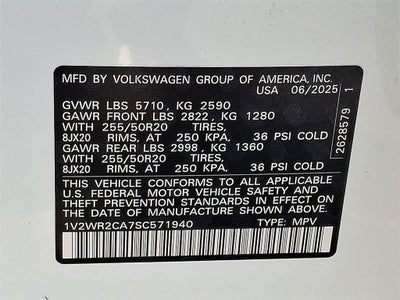 MFD BY VOLKSWAGEN GROUP OF AMERICA, INC.
USA 06/2025
GVWR LBS 5710, KG 2590
GAWR FRONT LBS 2822, KG 1280
WITH 255/50R20 TIRES,
8JX20 RIMS, AT 250 KPA, 36 PSI COLD
GAWR REAR LBS 2998, KG 1360
WITH 255/50R20 TIRES,
8JX20 RIMS, AT 250 KPA, 36 PSI COLD
THIS VEHICLE CONFORMS TO ALL APPLICABLE
U.S. FEDERAL MOTOR VEHICLE SAFETY AND
THEFT PREVENTION STANDARDS IN EFFECT ON THE
DATE OF MANUFACTURE SHOWN ABOVE.
1V2WR2CA7SC571940 TYPE: MPV
2628579 1